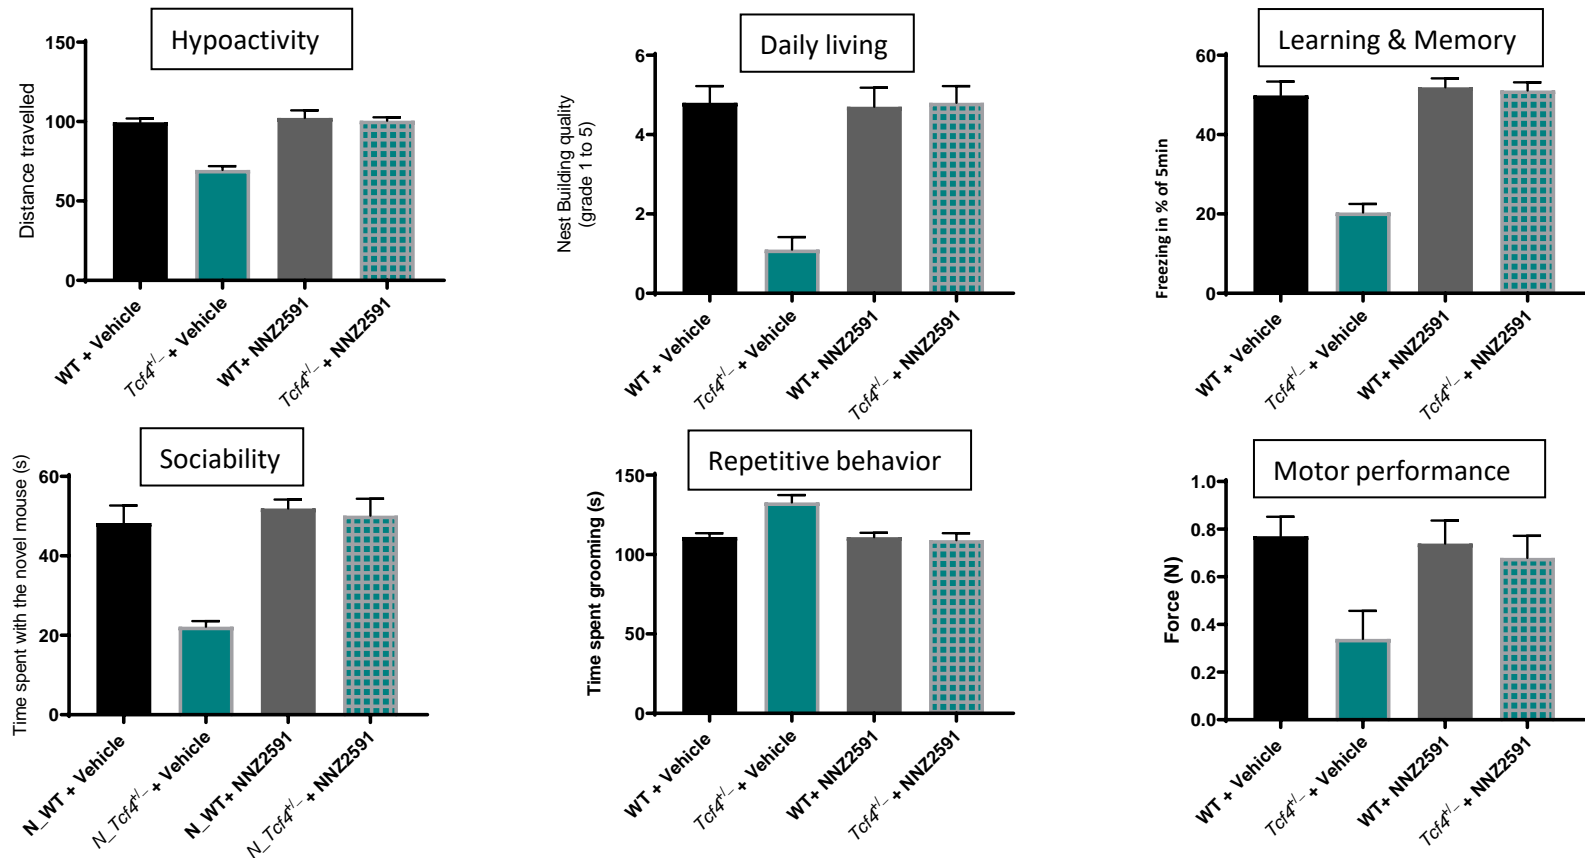 Hypoactivity
150
100
50
0
Distance travelled
WT + Vehicle
Tcf4+/– + Vehicle
WT+ NNZ2591
Tcf4+/– + NNZ2591
Daily living
6
4
2
0
Nest Building quality
(grade 1 to 5)
WT + Vehicle
Tcf4+/– + Vehicle
WT+ NNZ2591
Tcf4+/– + NNZ2591
Learning & Memory
60
40
20
0
Freezing in % of 5min
WT + Vehicle
Tcf4+/– + Vehicle
WT+ NNZ2591
Tcf4+/– + NNZ2591
Sociability
60
40
20
0
Time spent with the novel mouse (s)
N_WT + Vehicle
N_Tcf4+/– + Vehicle
N_WT+ NNZ2591
N_Tcf4+/– + NNZ2591
Repetitive behavior
150
100
50
0
Time spent grooming (s)
WT + Vehicle
Tcf4+/– + Vehicle
WT+ NNZ2591
Tcf4+/– + NNZ2591
Motor performance
1.0
0.8
0.6
0.4
0.2
0.0
Force (N)
WT + Vehicle
Tcf4+/– + Vehicle
WT+ NNZ2591
Tcf4+/– + NNZ2591